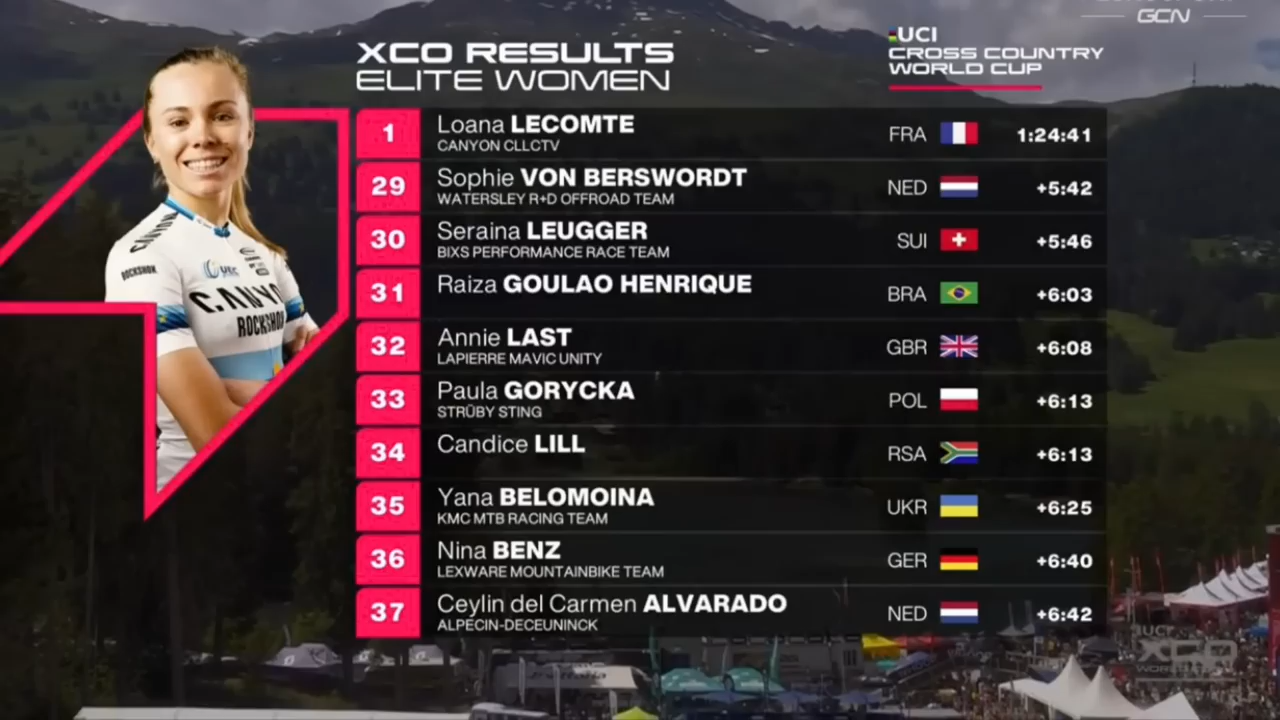 GCN
XCO RESULTS
ELITE WOMEN
UCI
CROSS COUNTRY
WORLD CUP
1 Loana LECOMTE FRA 1:24:41
CANYON CLLCTV
29 Sophie VON BERSWORDT NED +5:42
WATERSLEY R+D OFFROAD TEAM
30 Seraina LEUGGER SUI +5:46
BIXS PERFORMANCE RACE TEAM
31 Raiza GOULAO HENRIQUE BRA +6:03
32 Annie LAST GBR +6:08
LAPIERRE MAVIC UNITY
33 Paula GORYCKA POL +6:13
STRÜBY STING
34 Candice LILL RSA +6:13
35 Yana BELOMOINA UKR +6:25
KMC MTB RACING TEAM
36 Nina BENZ GER +6:40
LEXWARE MOUNTAINBIKE TEAM
37 Ceylin del Carmen ALVARADO NED +6:42
ALPECIN-DECEUNINCK
CANYON
ROCKSHOX
UEC
CANYO
ROCKSHO
UCI
XCO
WORLD CUP